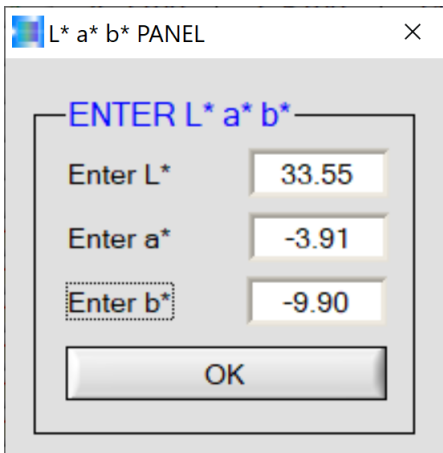 L* a* b* PANEL
ENTER L* a* b*
Enter L* 33.55
Enter a* -3.91
Enter b* -9.90
OK